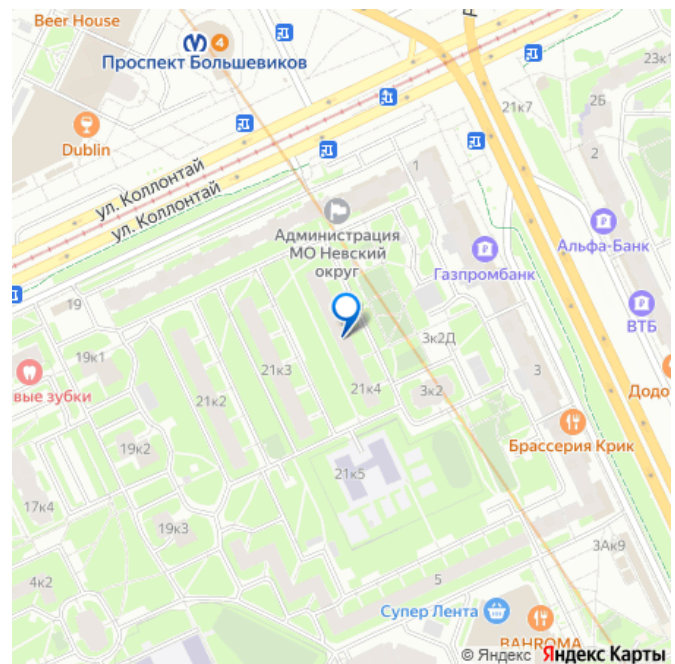 Beer House
4
Проспект Большевиков
23к1
21к7
2Б
Dublin
2
ул. Коллонтай
1
ул. Коллонтай
Администрация
МО Невский
округ
Альфа-Банк
Газпромбанк
19
ВТБ
3к2Д
19к1
21к3
3
вые зубки
21к2
21к4
3к2
Додо
Брассерия Крик
19к2
21к5
17к4
19к3
3Ак9
4к2
5
Супер Лента
BAHROMA
© Яндекс Яндекс Карты